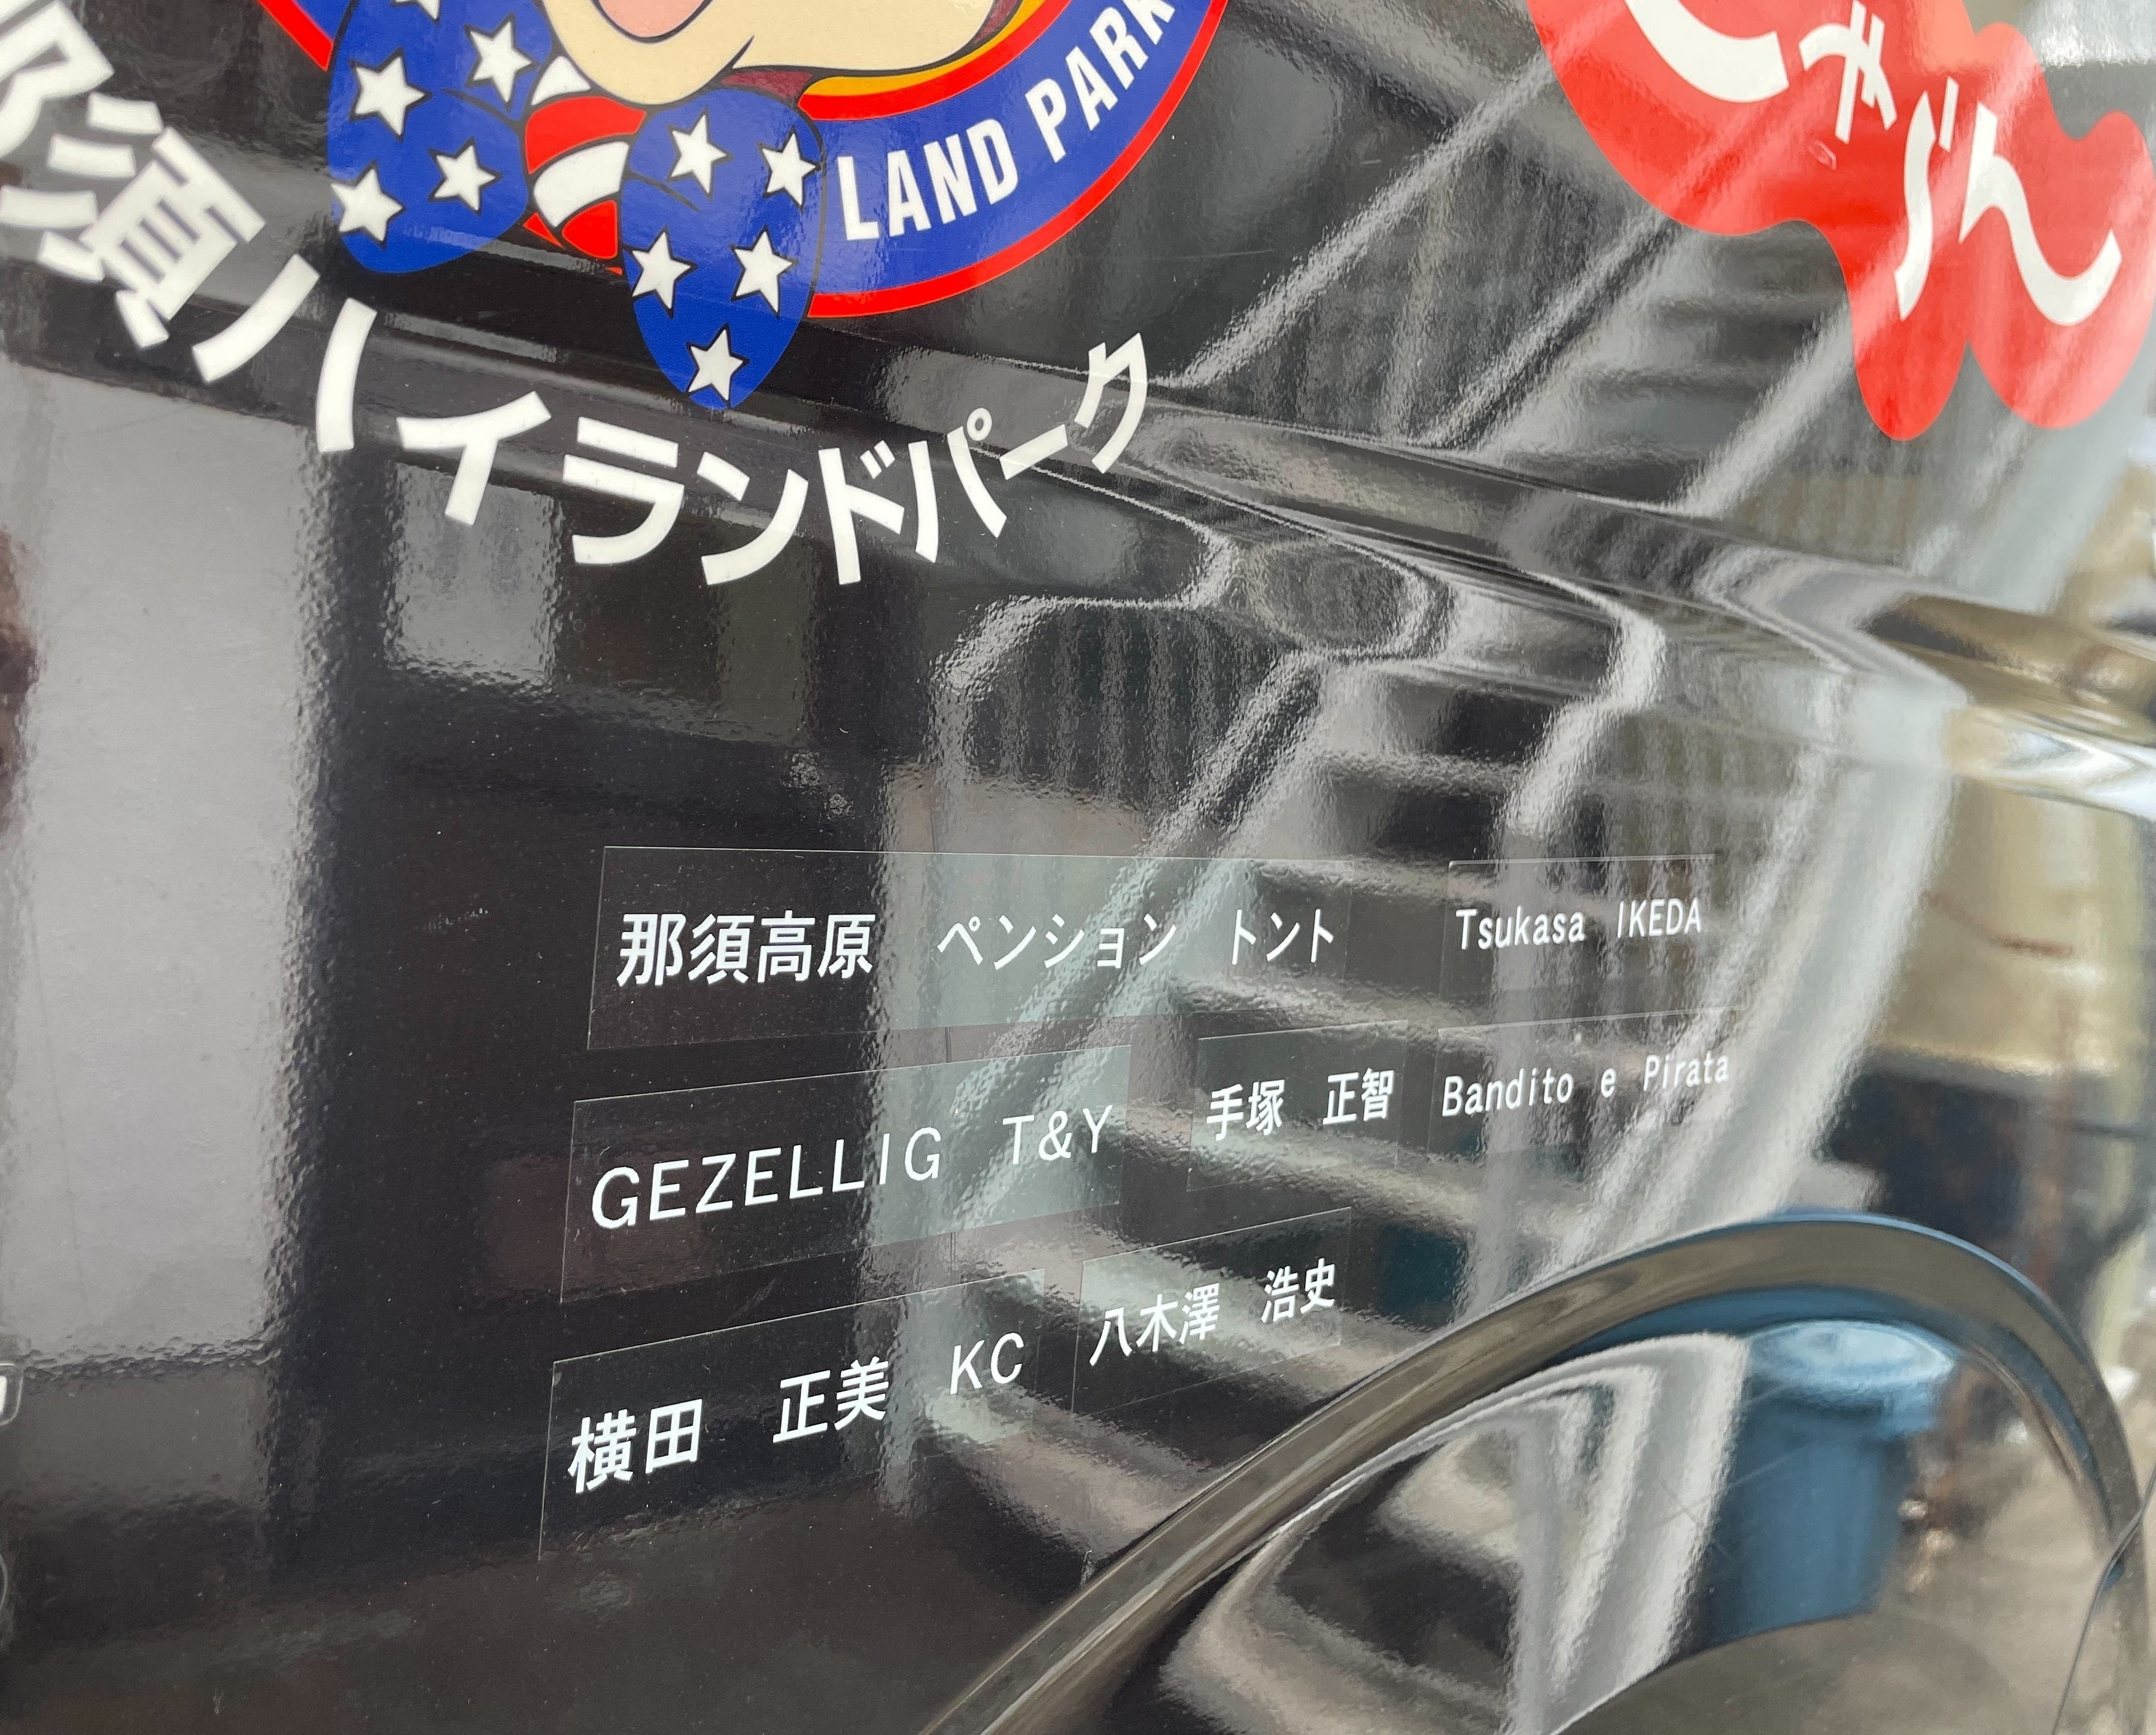 LAND PARK
那須ハイランドパーク
那須高原 ペンション トント Tsukasa IKEDA
GEZELLIG T&Y 手塚 正智 Bandito e Pirata
横田 正美 KC 八木澤 浩史